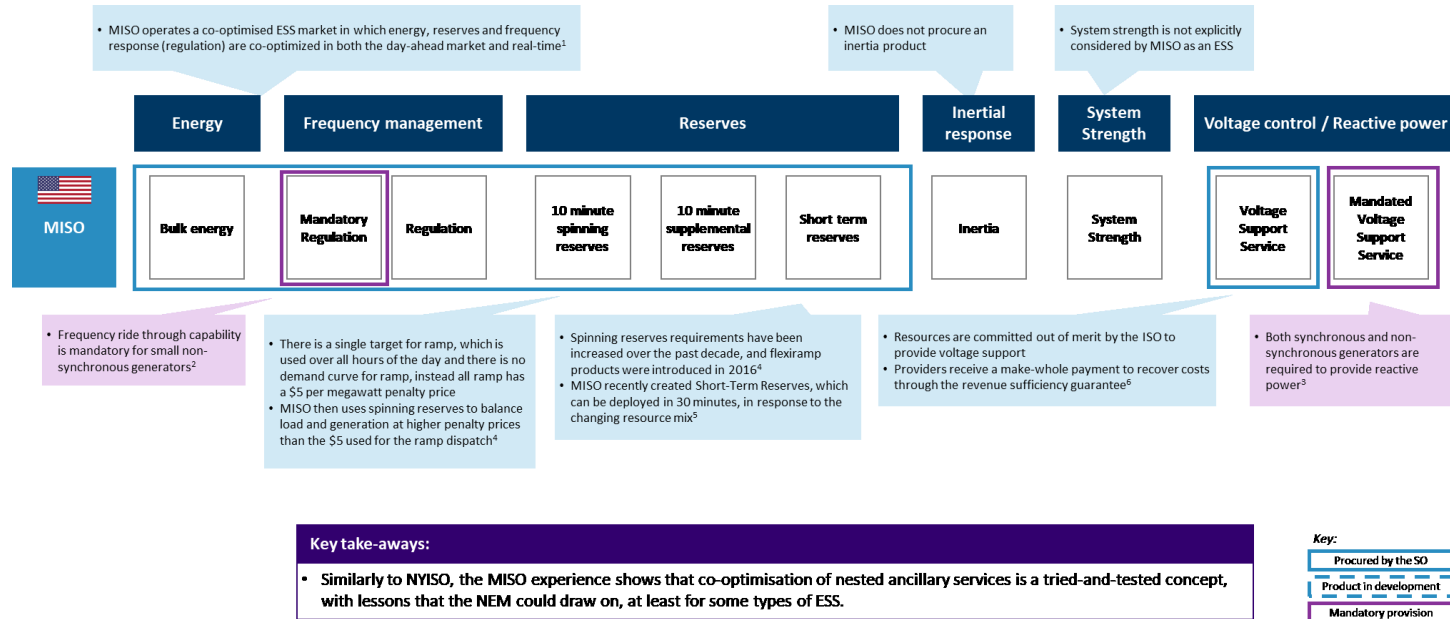 • MISO operates a co-optimised ESS market in which energy, reserves and frequency
response (regulation) are co-optimized in both the day-ahead market and real-time¹
• MISO does not procure an
inertia product
• System strength is not explicitly
considered by MISO as an ESS
Energy
Frequency management
Reserves
Inertial
response
System
Strength
Voltage control / Reactive power
MISO
Bulk energy
Mandatory
Regulation
Regulation
10 minute
spinning
reserves
10 minute
supplemental
reserves
Short term
reserves
Inertia
System
Strength
Voltage
Support
Service
Mandated
Voltage
Support
Service
• Frequency ride through capability
is mandatory for small non-
synchronous generators²
• There is a single target for ramp, which is
used over all hours of the day and there is no
demand curve for ramp, instead all ramp has
a $5 per megawatt penalty price
• MISO then uses spinning reserves to balance
load and generation at higher penalty prices
than the $5 used for the ramp dispatch⁴
• Spinning reserves requirements have been
increased over the past decade, and flexiramp
products were introduced in 2016⁴
• MISO recently created Short-Term Reserves, which
can be deployed in 30 minutes, in response to the
changing resource mix⁵
• Resources are committed out of merit by the ISO to
provide voltage support
• Providers receive a make-whole payment to recover costs
through the revenue sufficiency guarantee⁶
• Both synchronous and non-
synchronous generators are
required to provide reactive
power³
Key take-aways:
• Similarly to NYISO, the MISO experience shows that co-optimisation of nested ancillary services is a tried-and-tested concept,
with lessons that the NEM could draw on, at least for some types of ESS.
Key:
Procured by the SO
Product in development
Mandatory provision